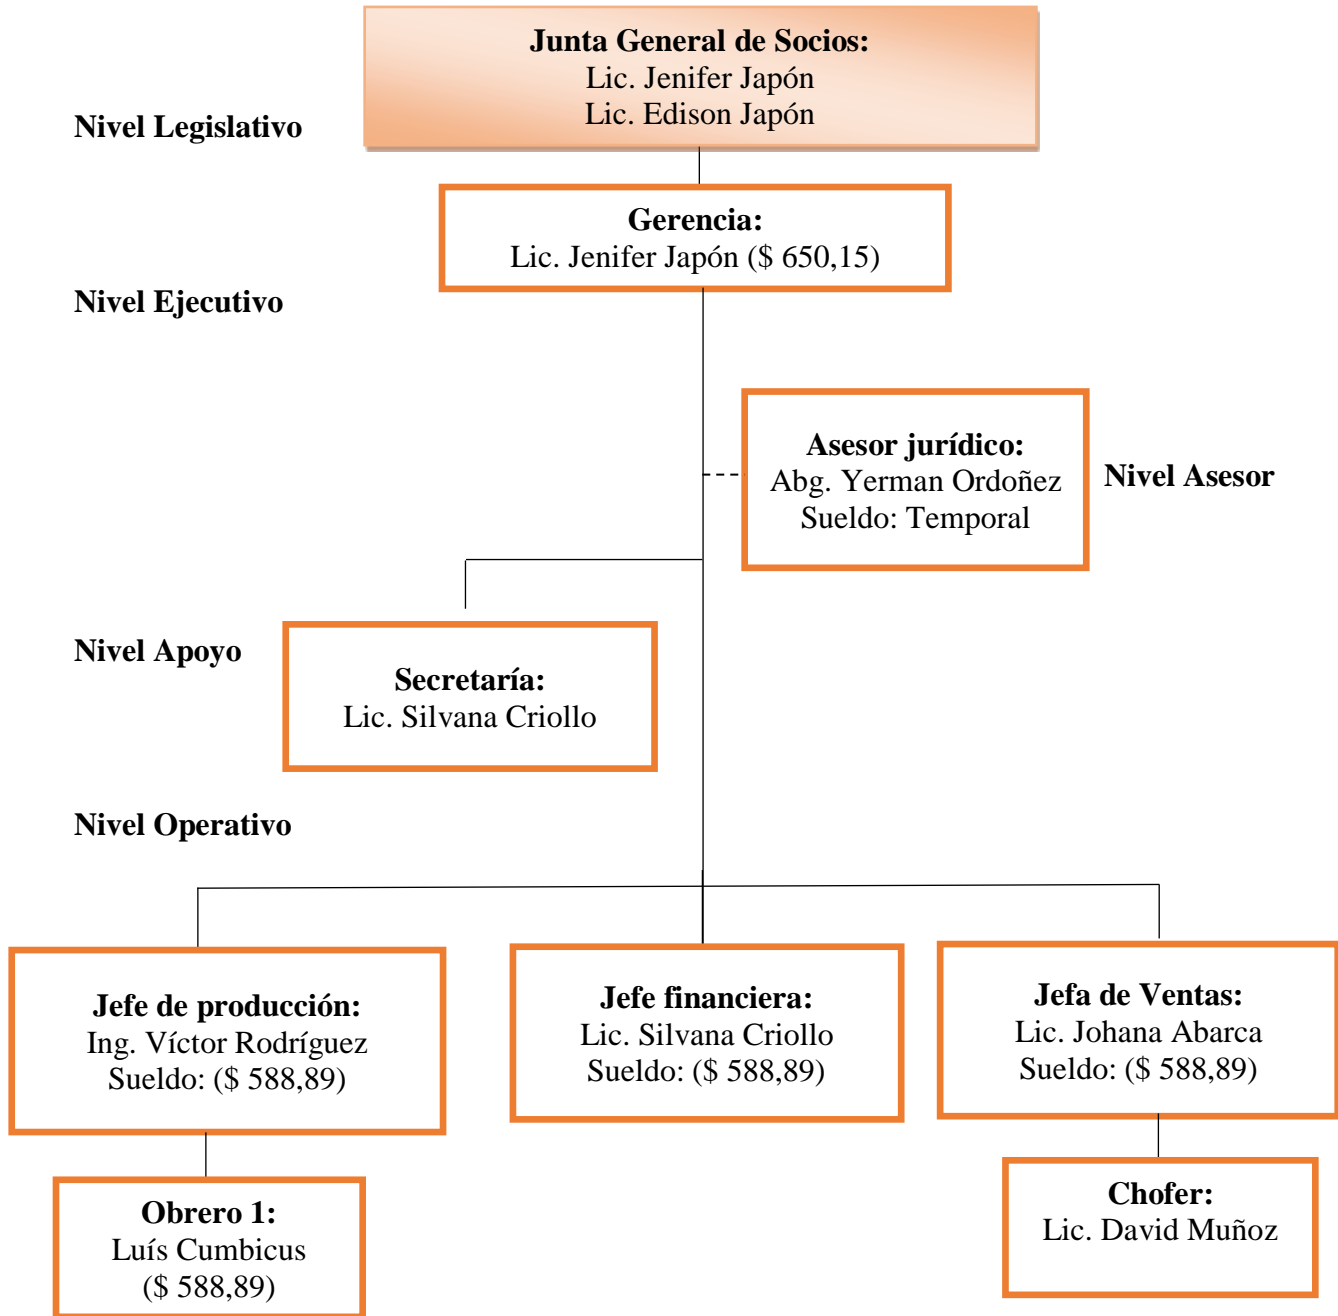 Junta General de Socios:
Lic. Jenifer Japón
Lic. Edison Japón
Nivel Legislativo
Gerencia:
Lic. Jenifer Japón ($ 650,15)
Nivel Ejecutivo
Asesor jurídico:
Abg. Yerman Ordoñez
Sueldo: Temporal
Nivel Asesor
Nivel Apoyo
Secretaría:
Lic. Silvana Criollo
Nivel Operativo
Jefe de producción:
Ing. Víctor Rodríguez
Sueldo: ($ 588,89)
Jefe financiera:
Lic. Silvana Criollo
Sueldo: ($ 588,89)
Jefa de Ventas:
Lic. Johana Abarca
Sueldo: ($ 588,89)
Obrero 1:
Luís Cumbicus
($ 588,89)
Chofer:
Lic. David Muñoz